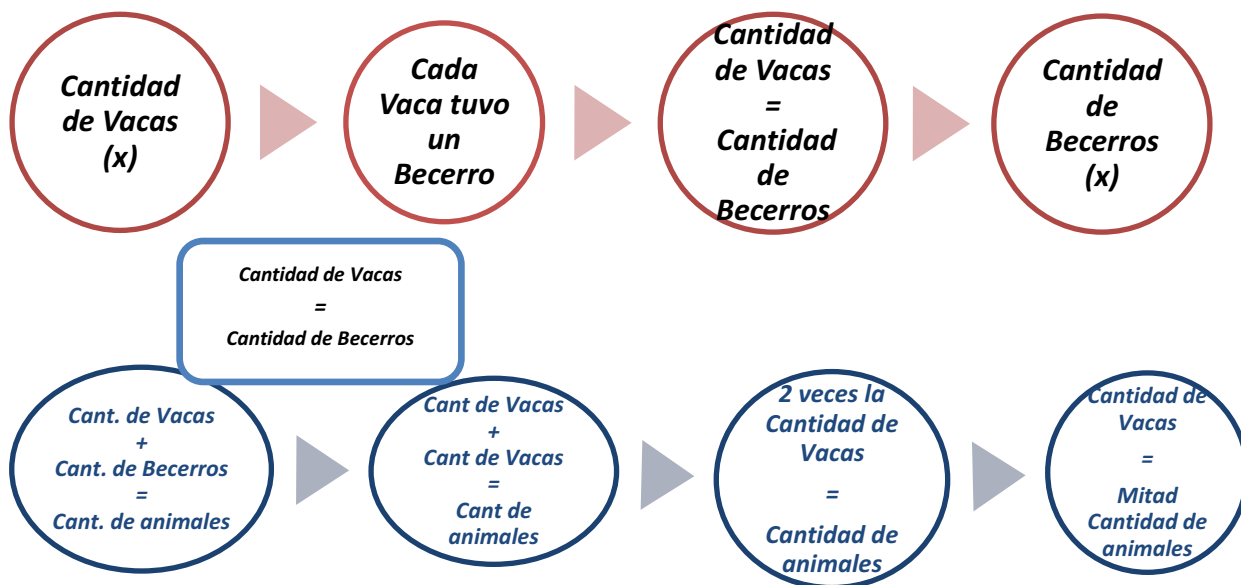 Cantidad
de Vacas
(x)
Cada
Vaca tuvo
un
Becerro
Cantidad
de Vacas
=
Cantidad
de
Becerros
Cantidad
de
Becerros
(x)
Cantidad de Vacas
=
Cantidad de Becerros
Cant. de Vacas
+
Cant. de Becerros
=
Cant. de animales
Cant de Vacas
+
Cant de Vacas
=
Cant de
animales
2 veces la
Cantidad de
Vacas
=
Cantidad de
animales
Cantidad de
Vacas
=
Mitad
Cantidad de
animales